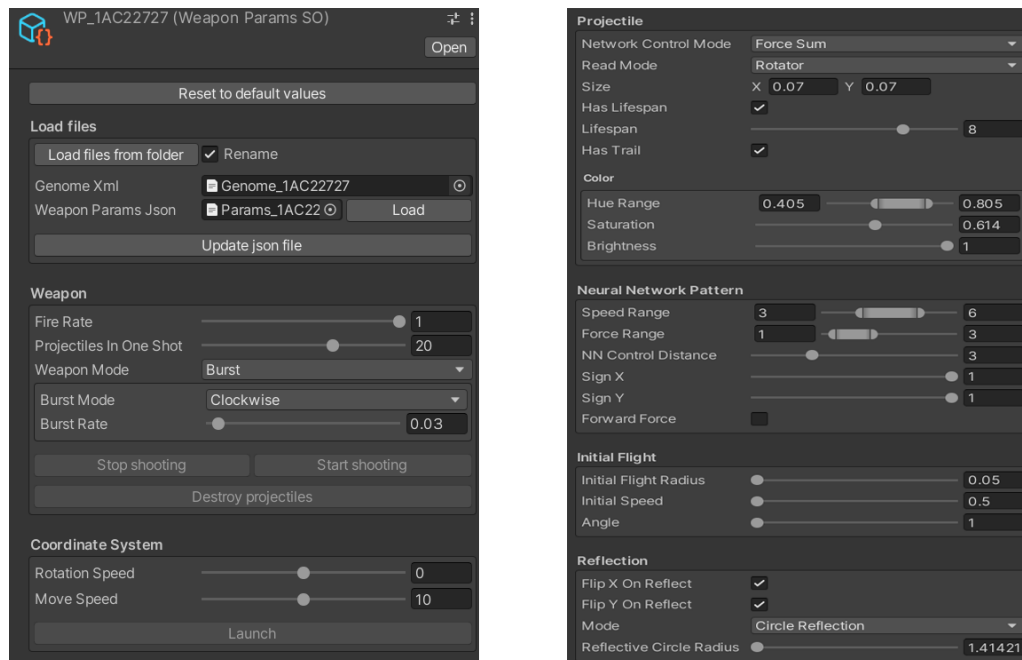 WP_1AC22727 (Weapon Params SO)
Open
Reset to default values
Load files
Load files from folder Rename
Genome Xml Genome_1AC22727
Weapon Params Json Params_1AC22 Load
Update json file
Weapon
Fire Rate 1
Projectiles In One Shot 20
Weapon Mode Burst
Burst Mode Clockwise
Burst Rate 0.03
Stop shooting Start shooting
Destroy projectiles
Coordinate System
Rotation Speed 0
Move Speed 10
Launch
Projectile
Network Control Mode Force Sum
Read Mode Rotator
Size X 0.07 Y 0.07
Has Lifespan
Lifespan 8
Has Trail
Color
Hue Range 0.405 0.805
Saturation 0.614
Brightness 1
Neural Network Pattern
Speed Range 3 6
Force Range 1 3
NN Control Distance 3
Sign X 1
Sign Y 1
Forward Force
Initial Flight
Initial Flight Radius 0.05
Initial Speed 0.5
Angle 1
Reflection
Flip X On Reflect
Flip Y On Reflect
Mode Circle Reflection
Reflective Circle Radius 1.41421